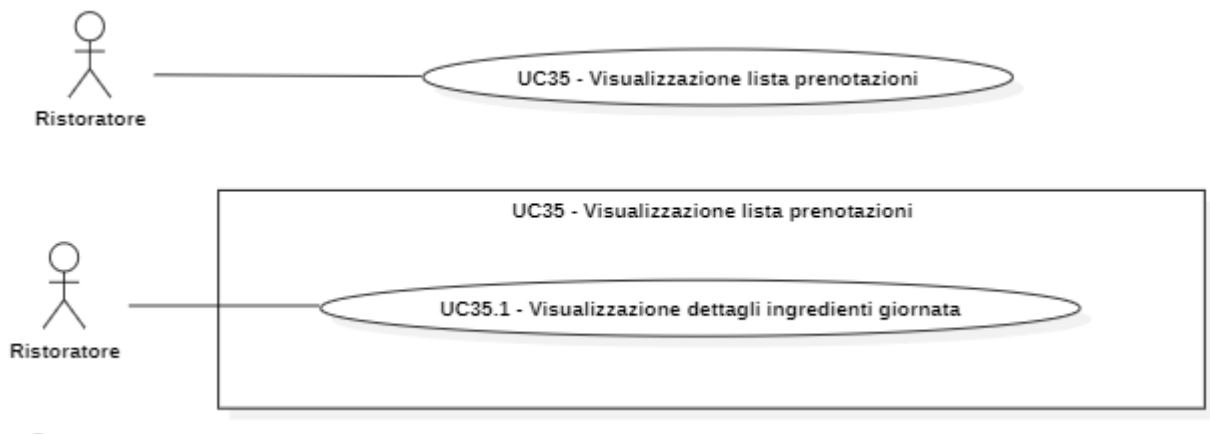 UC35 - Visualizzazione lista prenotazioni
Ristoratore
UC35 - Visualizzazione lista prenotazioni
UC35.1 - Visualizzazione dettagli ingredienti giornata
Ristoratore